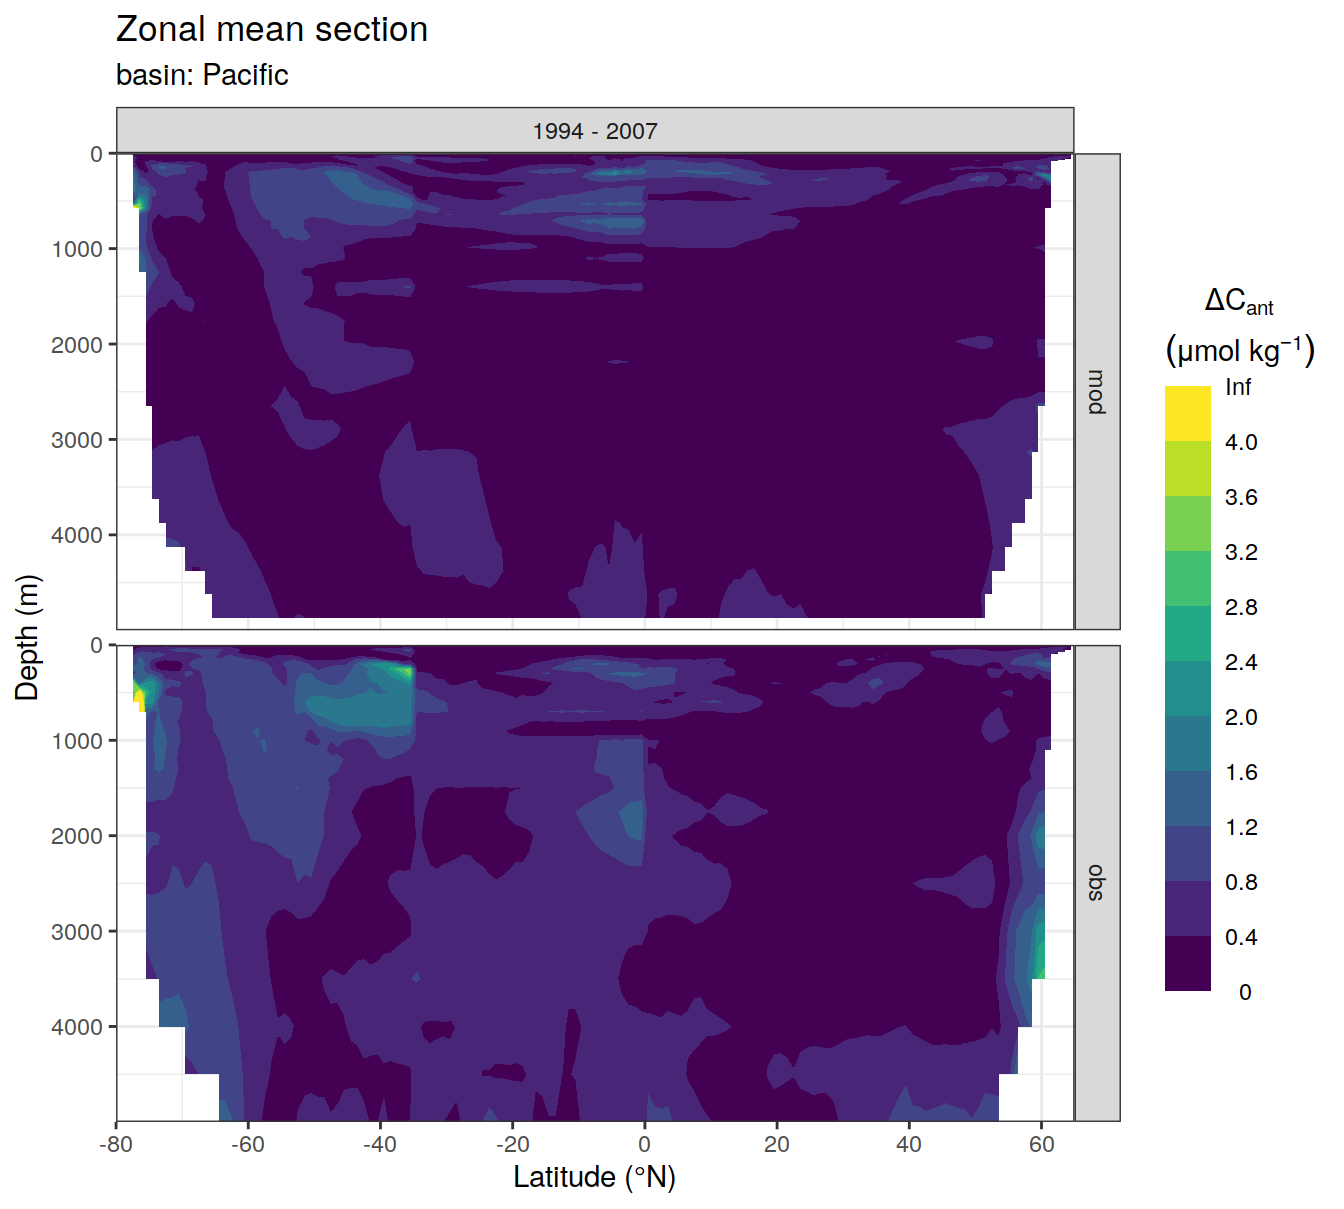 Zonal mean section
basin: Pacific
1994 - 2007
0
1000
2000
3000
4000
mod
0
1000
2000
3000
4000
obs
Depth (m)
-80
-60
-40
-20
0
20
40
60
Latitude (°N)
ΔCant
(μmol kg⁻¹)
Inf
4.0
3.6
3.2
2.8
2.4
2.0
1.6
1.2
0.8
0.4
0